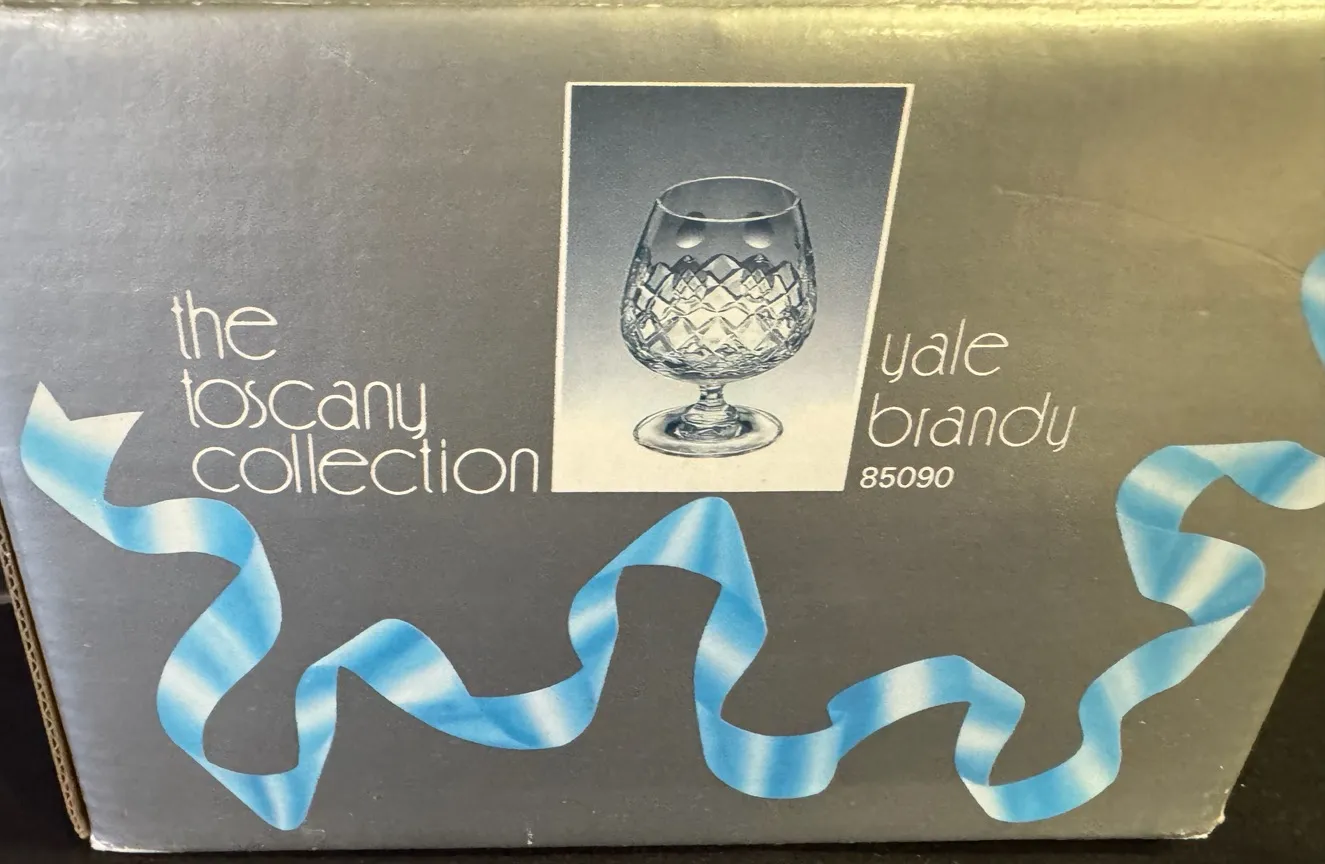 the
toscany
collection
yale
brandy
85090